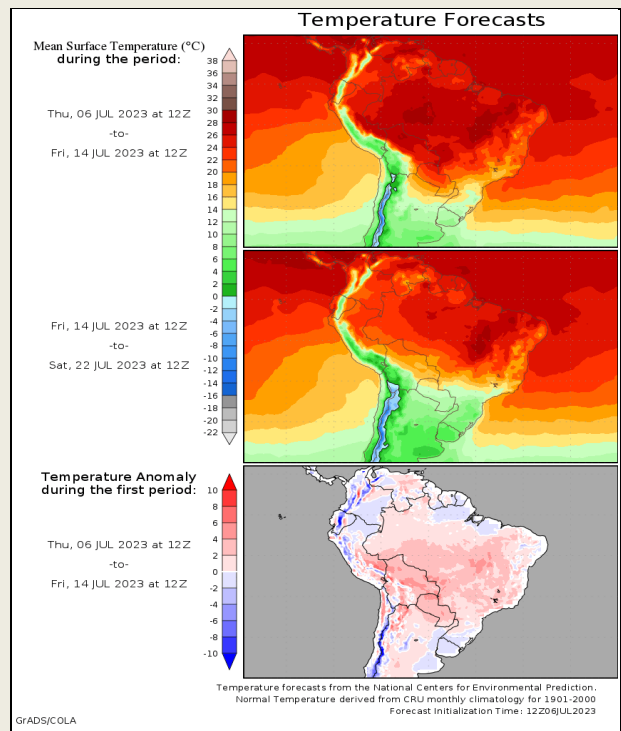 Temperature Forecasts
Mean Surface Temperature (°C)
during the period:
Thu, 06 JUL 2023 at 12Z
-to-
Fri, 14 JUL 2023 at 12Z
38
36
34
32
30
28
26
24
22
20
18
16
14
12
10
8
6
4
2
0
-2
-4
-6
-8
-10
-12
-14
-16
-18
-20
-22
Fri, 14 JUL 2023 at 12Z
-to-
Sat, 22 JUL 2023 at 12Z
Temperature Anomaly
during the first period:
Thu, 06 JUL 2023 at 12Z
-to-
Fri, 14 JUL 2023 at 12Z
10
8
6
4
2
0
-2
-4
-6
-8
-10
Temperature forecasts from the National Centers for Environmental Prediction.
Normal Temperature derived from CRU monthly climatology for 1901-2000
Forecast Initialization Time: 12Z06JUL2023
GrADS/COLA